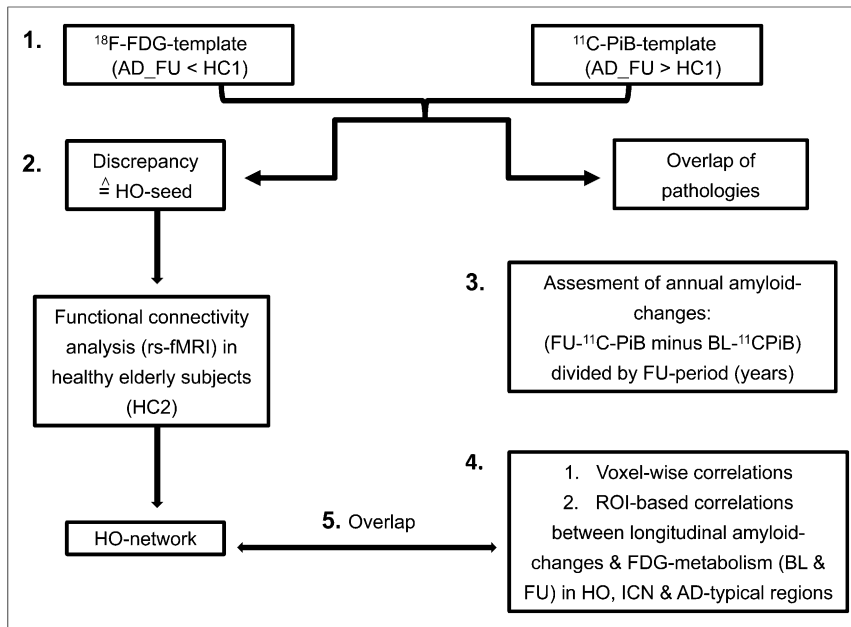 1.
¹⁸F-FDG-template
(AD_FU < HC1)
¹¹C-PiB-template
(AD_FU > HC1)
2.
Discrepancy
≙ HO-seed
Overlap of
pathologies
Functional connectivity
analysis (rs-fMRI) in
healthy elderly subjects
(HC2)
3.
Assesment of annual amyloid-
changes:
(FU-¹¹C-PiB minus BL-¹¹CPiB)
divided by FU-period (years)
HO-network
5. Overlap
4.
1. Voxel-wise correlations
2. ROI-based correlations
between longitudinal amyloid-
changes & FDG-metabolism (BL &
FU) in HO, ICN & AD-typical regions